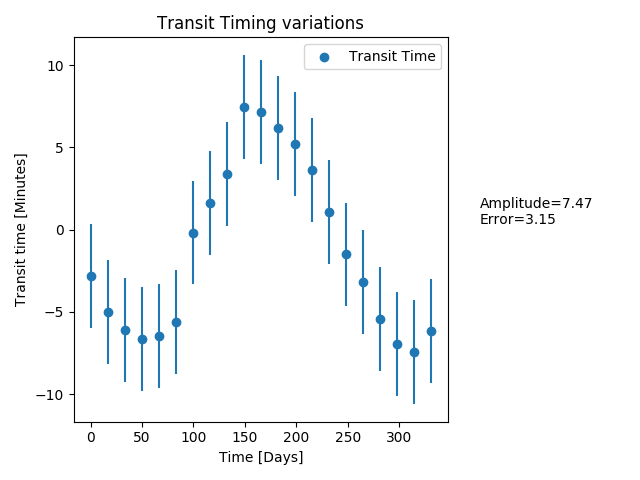 Transit Timing variations
Transit Time
10
5
0
−5
−10
Transit time [Minutes]
0 50 100 150 200 250 300
Time [Days]
Amplitude=7.47
Error=3.15